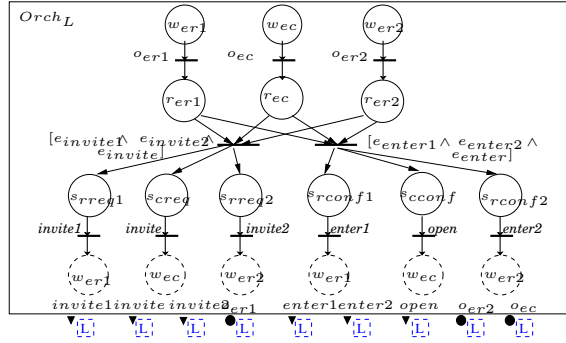 Orch_L
w_er1 w_ec w_er2
o_er1 o_ec o_er2
r_er1 r_ec r_er2
[e_invite1 ∧ e_invite2 ∧ [e_enter1 ∧ e_enter2 ∧
e_invite] e_enter]
s_rreq1 s_creq s_rreq2 s_rconf1 s_cconf s_rconf2
invite1 invite invite2 enter1 open enter2
w_er1 w_ec w_er2 w_er1 w_ec w_er2
invite1 invite invite2 o_er1 enter1 enter2 open o_er2 o_ec
L L L L L L L L L